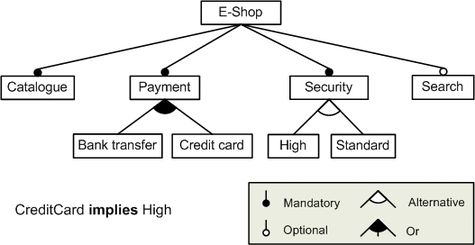 E-Shop
Catalogue Payment Security Search
Bank transfer Credit card High Standard
CreditCard implies High
Mandatory Alternative
Optional Or